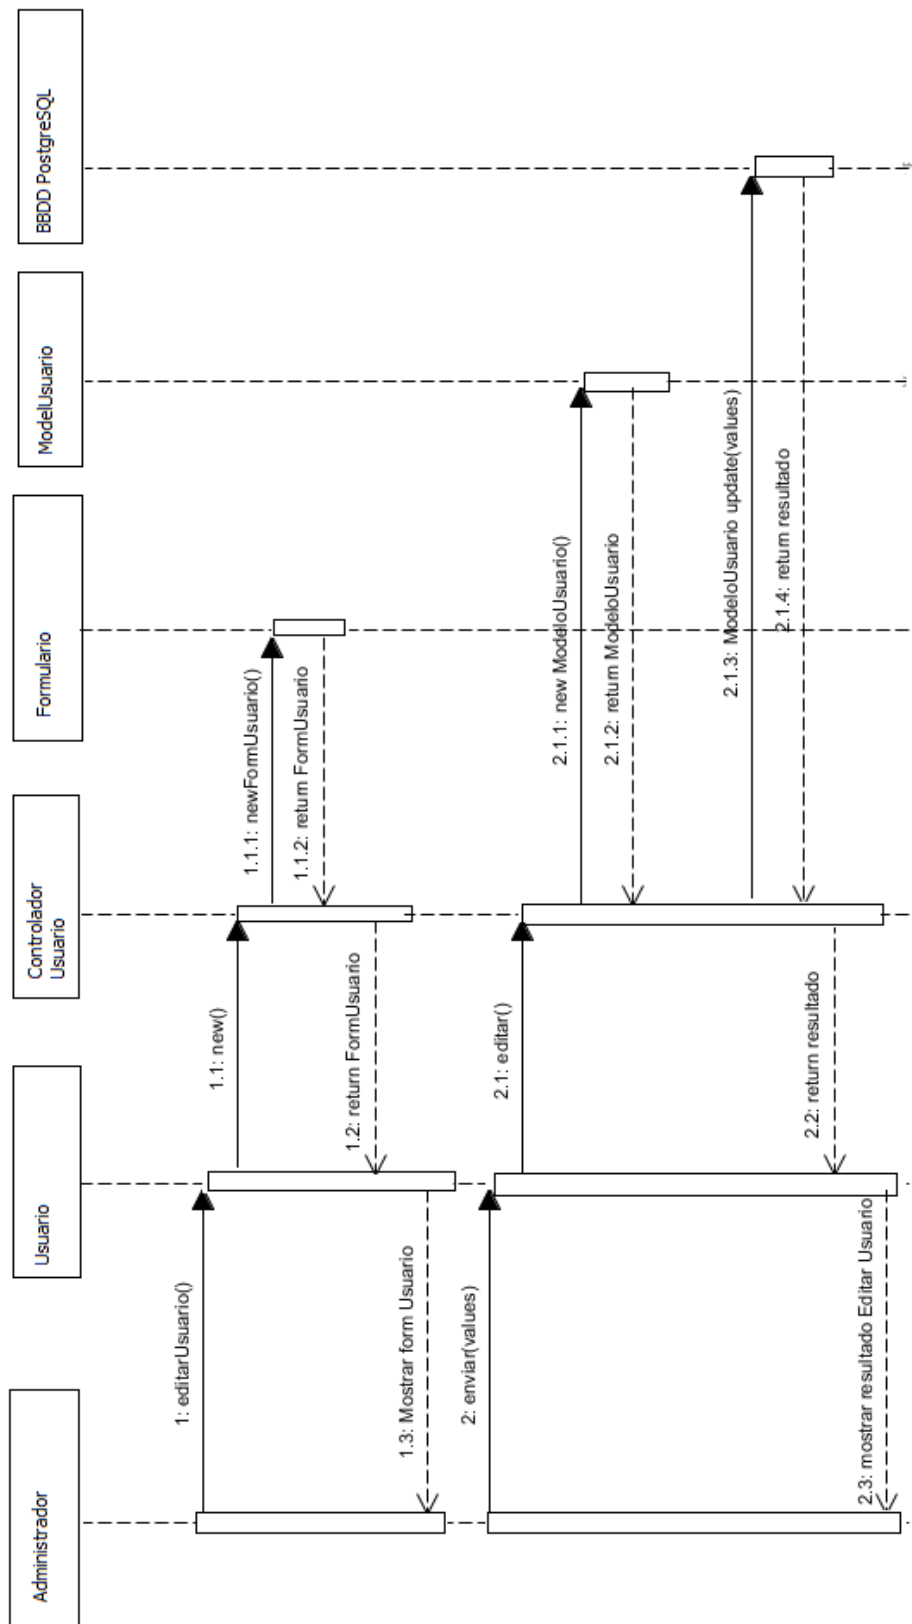 Administrador
Usuario
Controlador
Usuario
Formulario
ModelUsuario
BBDD PostgreSQL
1: editarUsuario()
1.1: new()
1.1.1: newFormUsuario()
1.1.2: return FormUsuario
1.2: return FormUsuario
1.3: Mostrar form Usuario
2: enviar(values)
2.1: editar()
2.1.1: new ModeloUsuario()
2.1.2: return ModeloUsuario
2.1.3: ModeloUsuario update(values)
2.1.4: return resultado
2.2: return resultado
2.3: mostrar resultado Editar Usuario